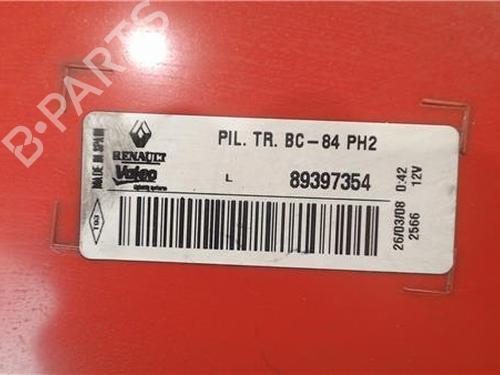 B-PARTS
MADE IN SPAIN
RENAULT
Valeo
PIL. TR. BC-84 PH2
L 89397354
26/03/08 0:42
2566 12V